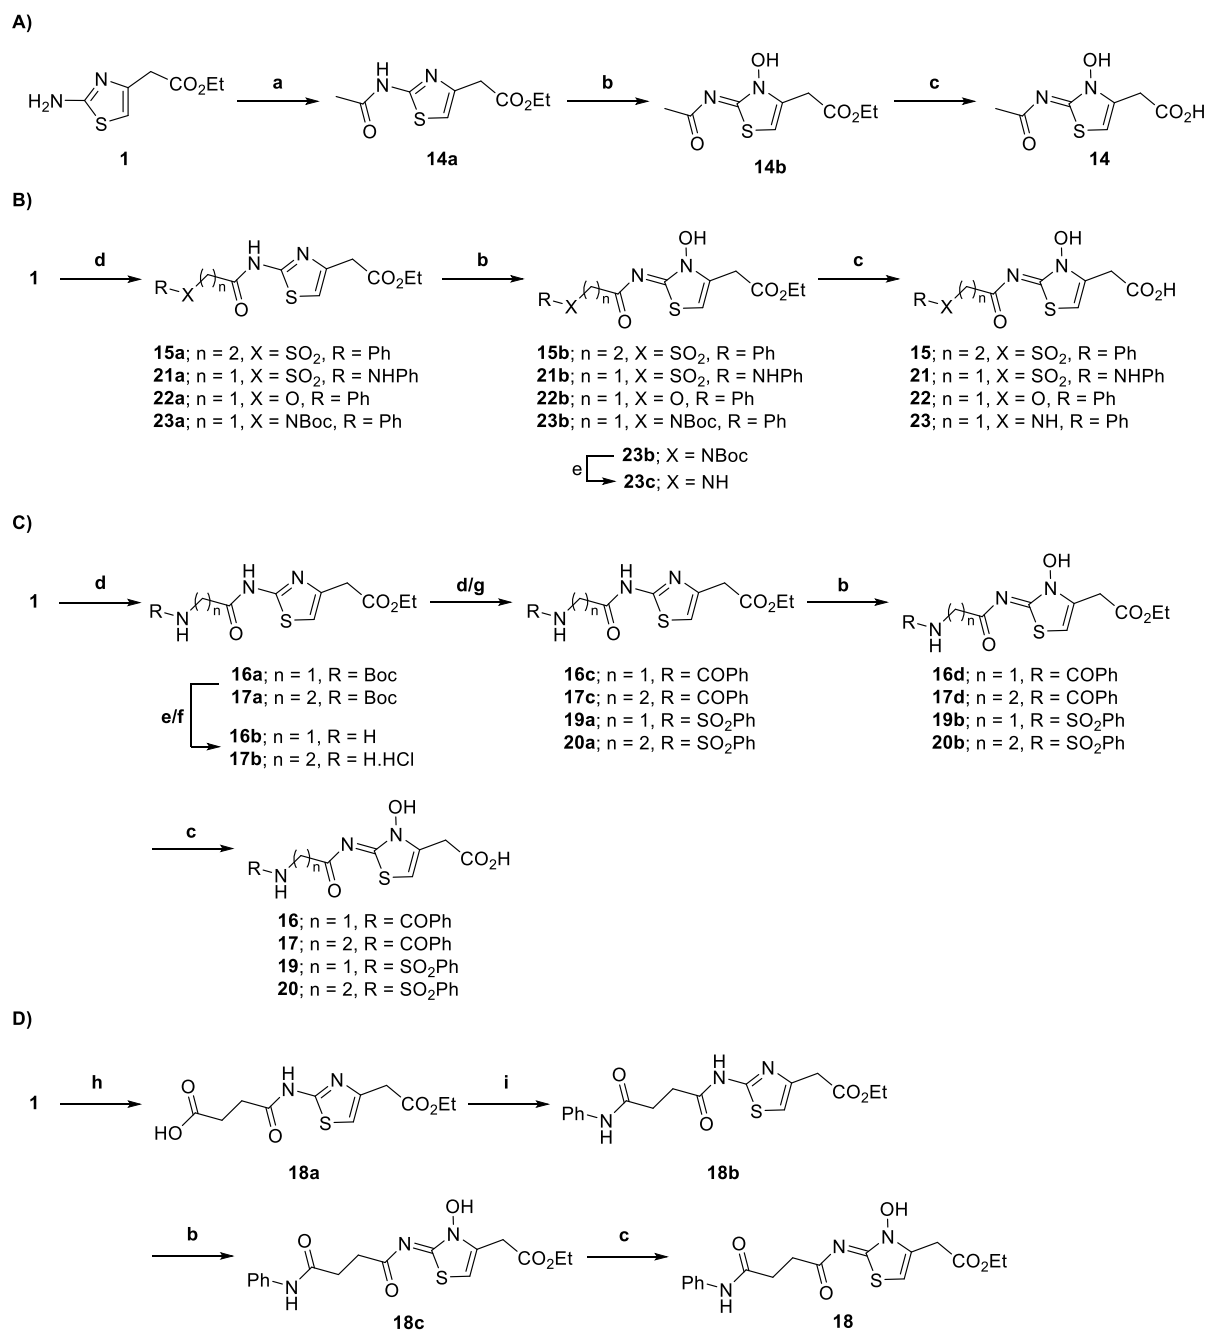 A)
H2N
N
S
CO2Et
1
a
H
N
O
N
S
CO2Et
14a
b
OH
N
N
O
S
CO2Et
14b
c
OH
N
N
O
S
CO2H
14
B)
1
d
H
N
N
R
X
n
O
S
CO2Et
15a; n = 2, X = SO2, R = Ph
21a; n = 1, X = SO2, R = NHPh
22a; n = 1, X = O, R = Ph
23a; n = 1, X = NBoc, R = Ph
b
OH
N
N
R
X
n
O
S
CO2Et
15b; n = 2, X = SO2, R = Ph
21b; n = 1, X = SO2, R = NHPh
22b; n = 1, X = O, R = Ph
23b; n = 1, X = NBoc, R = Ph
e
23b; X = NBoc
23c; X = NH
c
OH
N
N
R
X
n
O
S
CO2H
15; n = 2, X = SO2, R = Ph
21; n = 1, X = SO2, R = NHPh
22; n = 1, X = O, R = Ph
23; n = 1, X = NH, R = Ph
C)
1
d
H
N
N
R
N
H
n
O
S
CO2Et
16a; n = 1, R = Boc
17a; n = 2, R = Boc
e/f
16b; n = 1, R = H
17b; n = 2, R = H.HCl
d/g
H
N
N
R
N
H
n
O
S
CO2Et
16c; n = 1, R = COPh
17c; n = 2, R = COPh
19a; n = 1, R = SO2Ph
20a; n = 2, R = SO2Ph
b
OH
N
N
R
N
H
n
O
S
CO2Et
16d; n = 1, R = COPh
17d; n = 2, R = COPh
19b; n = 1, R = SO2Ph
20b; n = 2, R = SO2Ph
c
OH
N
N
R
N
H
n
O
S
CO2H
16; n = 1, R = COPh
17; n = 2, R = COPh
19; n = 1, R = SO2Ph
20; n = 2, R = SO2Ph
D)
1
h
O
HO
H
N
O
N
S
CO2Et
18a
i
O
Ph
N
H
H
N
O
N
S
CO2Et
18b
b
O
Ph
N
H
O
N
OH
N
S
CO2Et
18c
c
O
Ph
N
H
O
N
OH
N
S
CO2Et
18